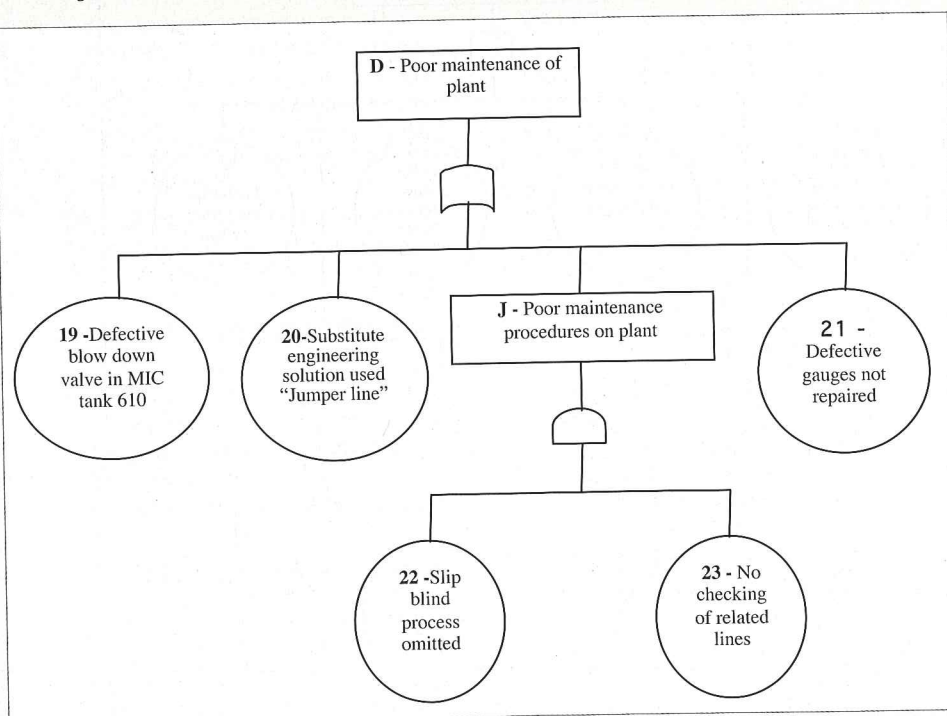 D - Poor maintenance of
plant
19 -Defective
blow down
valve in MIC
tank 610
20-Substitute
engineering
solution used
“Jumper line”
J - Poor maintenance
procedures on plant
21 -
Defective
gauges not
repaired
22 -Slip
blind
process
omitted
23 - No
checking
of related
lines